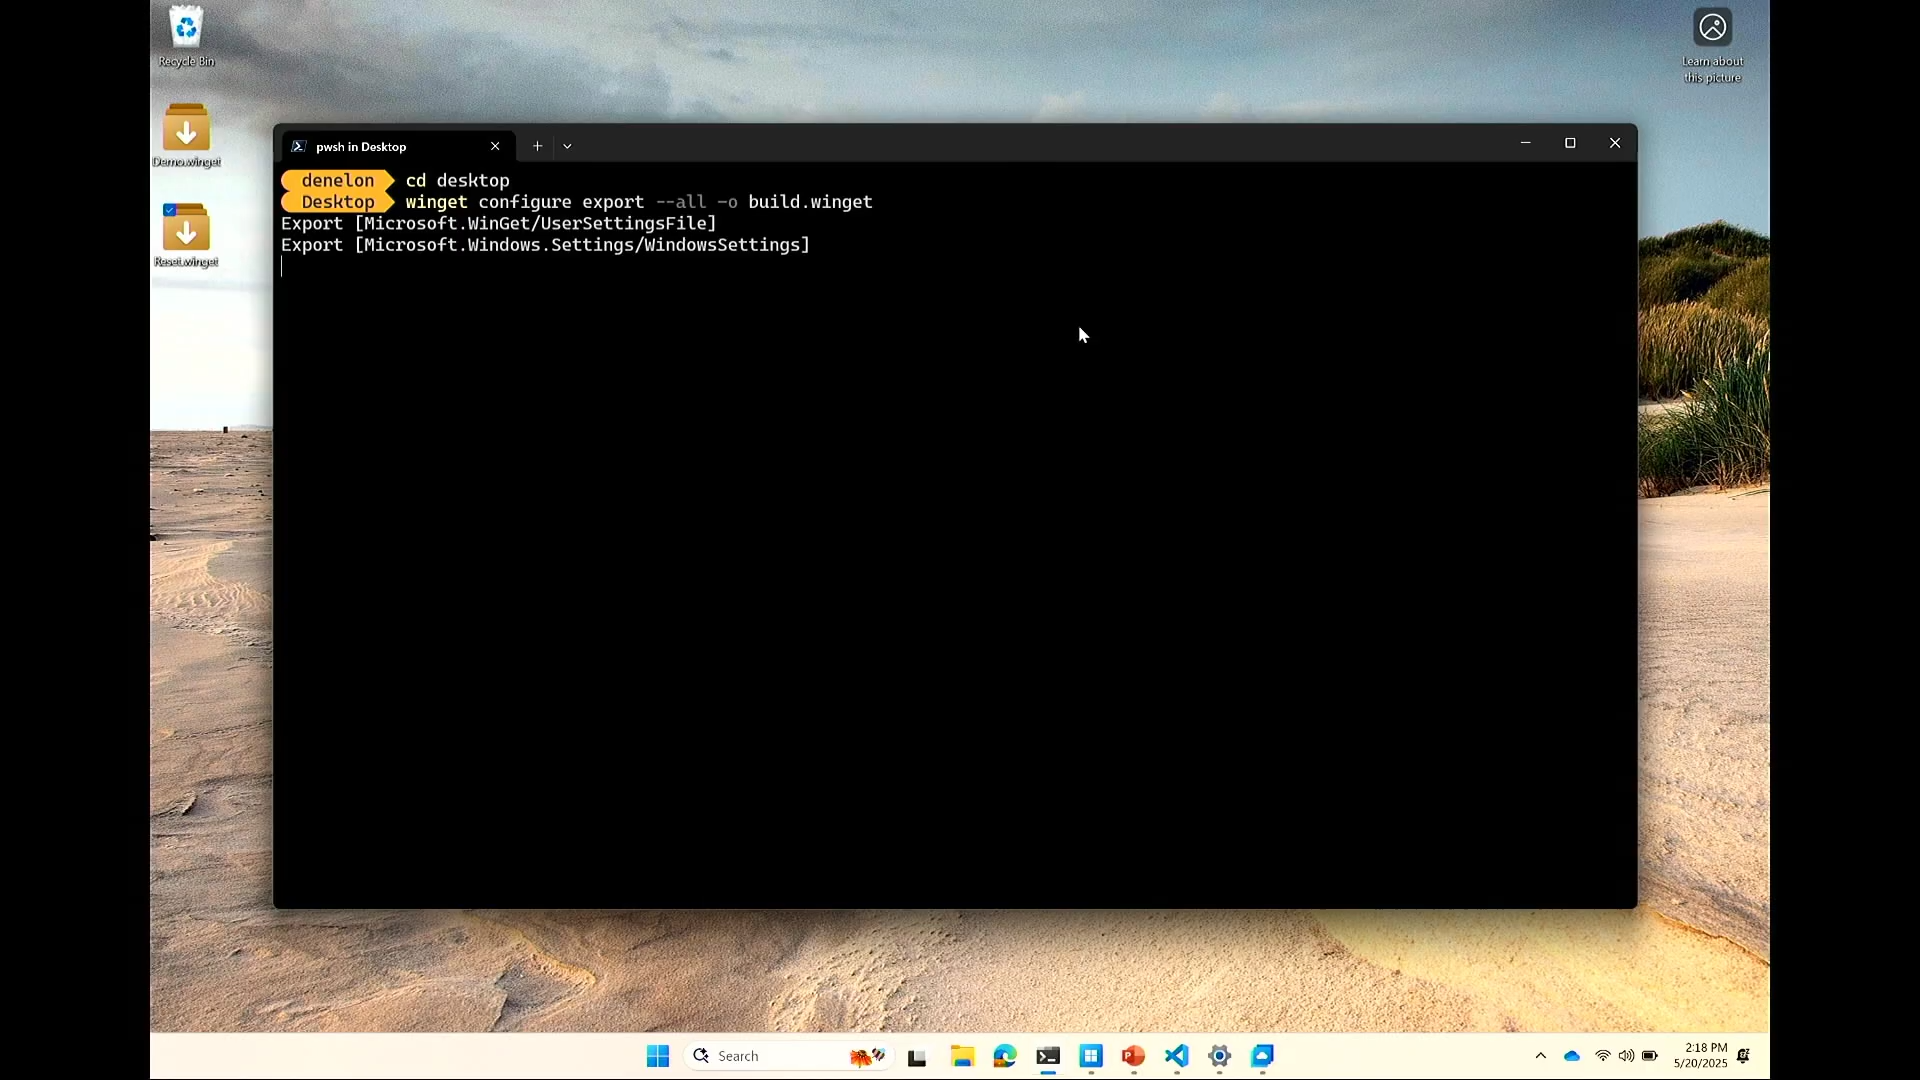 Recycle Bin
Learn about
this picture
Demo.winget
Reset.winget
pwsh in Desktop
denelon cd desktop
Desktop winget configure export --all -o build.winget
Export [Microsoft.WinGet/UserSettingsFile]
Export [Microsoft.Windows.Settings/WindowsSettings]
Search
2:18 PM
5/20/2025